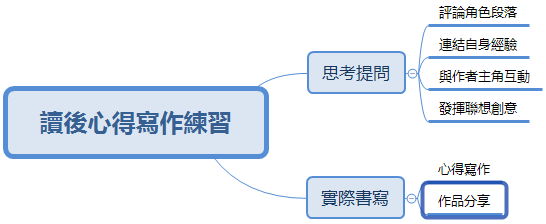 讀後心得寫作練習
思考提問
評論角色段落
連結自身經驗
與作者主角互動
發揮聯想創意
實際書寫
心得寫作
作品分享